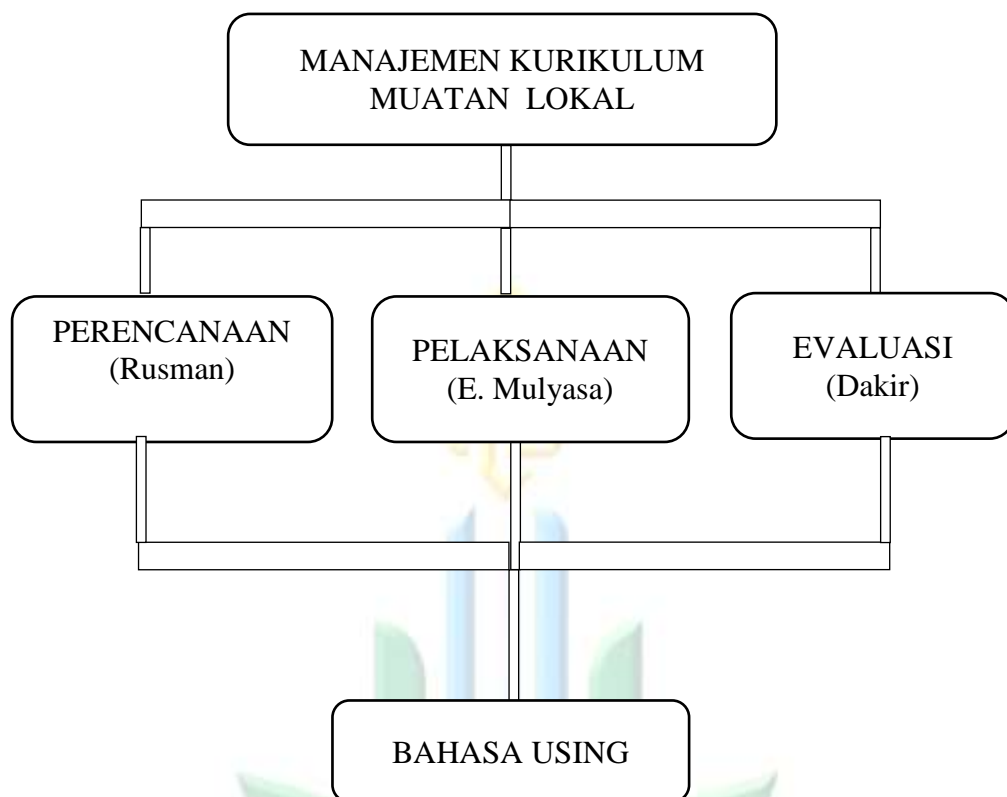 MANAJEMEN KURIKULUM
MUATAN LOKAL
PERENCANAAN
(Rusman)
PELAKSANAAN
(E. Mulyasa)
EVALUASI
(Dakir)
BAHASA USING